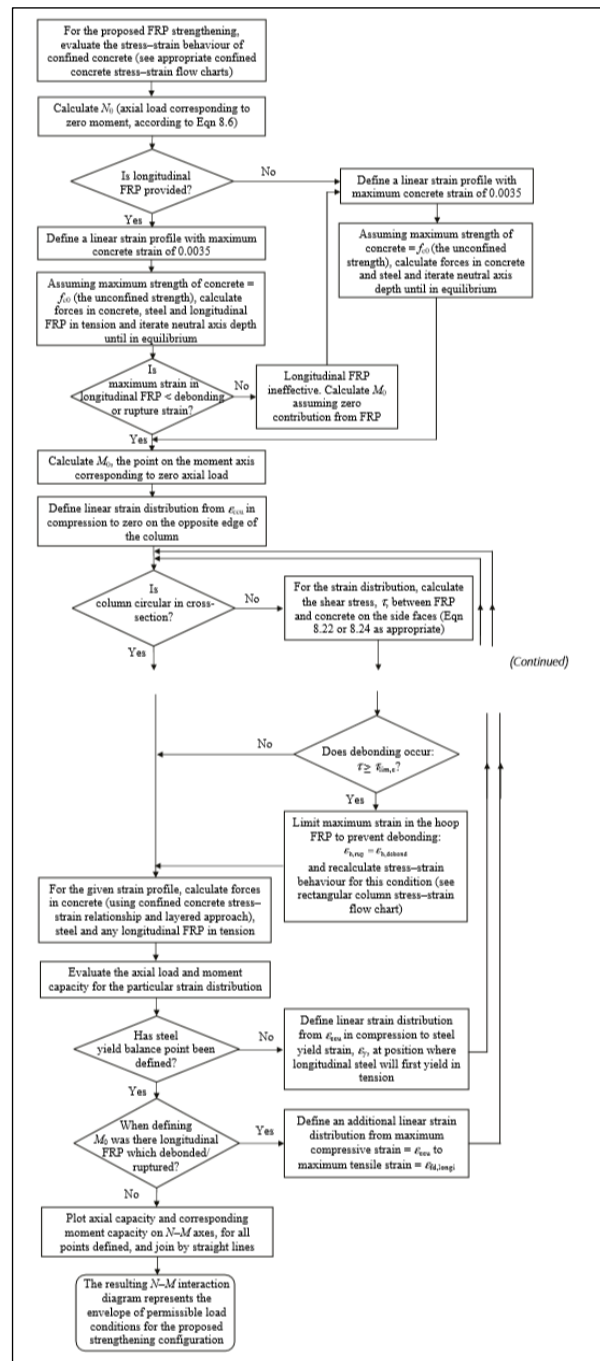 For the proposed FRP strengthening,
evaluate the stress–strain behaviour of
confined concrete (see appropriate confined
concrete stress–strain flow charts)
Calculate N₀ (axial load corresponding to
zero moment, according to Eqn 8.6)
Is longitudinal
FRP provided?
No
Yes
Define a linear strain profile with
maximum concrete strain of 0.0035
Assuming maximum strength of
concrete = f_c0 (the unconfined
strength), calculate forces in concrete
and steel and iterate neutral axis
depth until in equilibrium
Define a linear strain profile with maximum
concrete strain of 0.0035
Assuming maximum strength of concrete =
f_c0 (the unconfined strength), calculate
forces in concrete, steel and longitudinal
FRP in tension and iterate neutral axis depth
until in equilibrium
Is
maximum strain in
longitudinal FRP < debonding
or rupture strain?
No
Yes
Longitudinal FRP
ineffective. Calculate M₀
assuming zero
contribution from FRP
Calculate M₀, the point on the moment axis
corresponding to zero axial load
Define linear strain distribution from ε_ccu in
compression to zero on the opposite edge of
the column
Is
column circular in cross-
section?
No
Yes
For the strain distribution, calculate
the shear stress, τ, between FRP
and concrete on the side faces (Eqn
8.22 or 8.24 as appropriate)
(Continued)
Does debonding occur:
τ ≥ τ_lim,c?
No
Yes
Limit maximum strain in the hoop
FRP to prevent debonding:
and recalculate stress–strain
behaviour for this condition (see
rectangular column stress–strain
flow chart)
For the given strain profile, calculate forces
in concrete (using confined concrete stress–
strain relationship and layered approach),
steel and any longitudinal FRP in tension
Evaluate the axial load and moment
capacity for the particular strain distribution
Has steel
yield balance point been
defined?
No
Yes
Define linear strain distribution
from ε_ccu in compression to steel
yield strain, ε_y, at position where
longitudinal steel will first yield in
tension
When defining
M₀ was there longitudinal
FRP which debonded/
ruptured?
Yes
No
Define an additional linear strain
distribution from maximum
compressive strain = ε_ccu to
maximum tensile strain = ε_fd,longi
Plot axial capacity and corresponding
moment capacity on N–M axes, for all
points defined, and join by straight lines
The resulting N–M interaction
diagram represents the
envelope of permissible load
conditions for the proposed
strengthening configuration